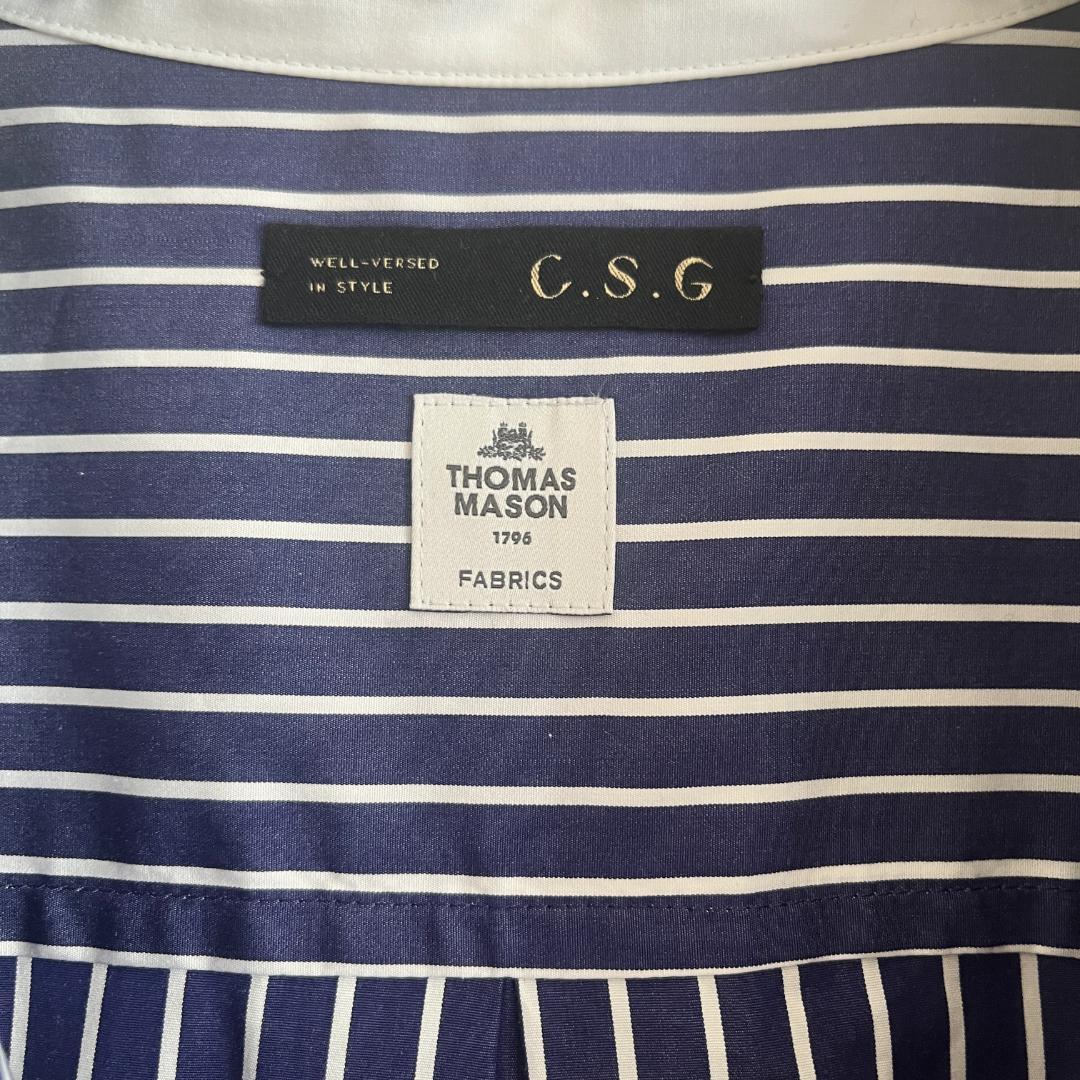 WELL-VERSED
IN STYLE
C.S.G
THOMAS
MASON
1796
FABRICS